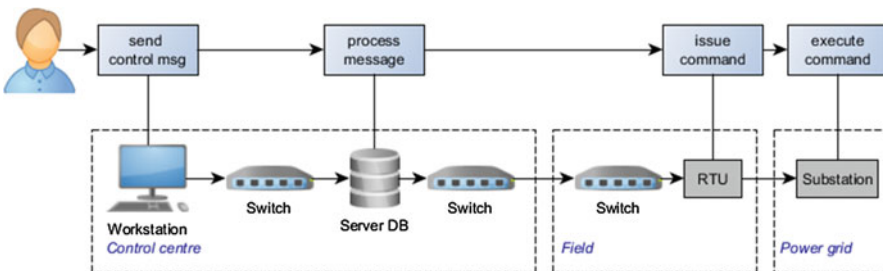 send
control msg
process
message
issue
command
execute
command
Workstation
Switch
Server DB
Switch
Switch
RTU
Substation
Control centre
Field
Power grid